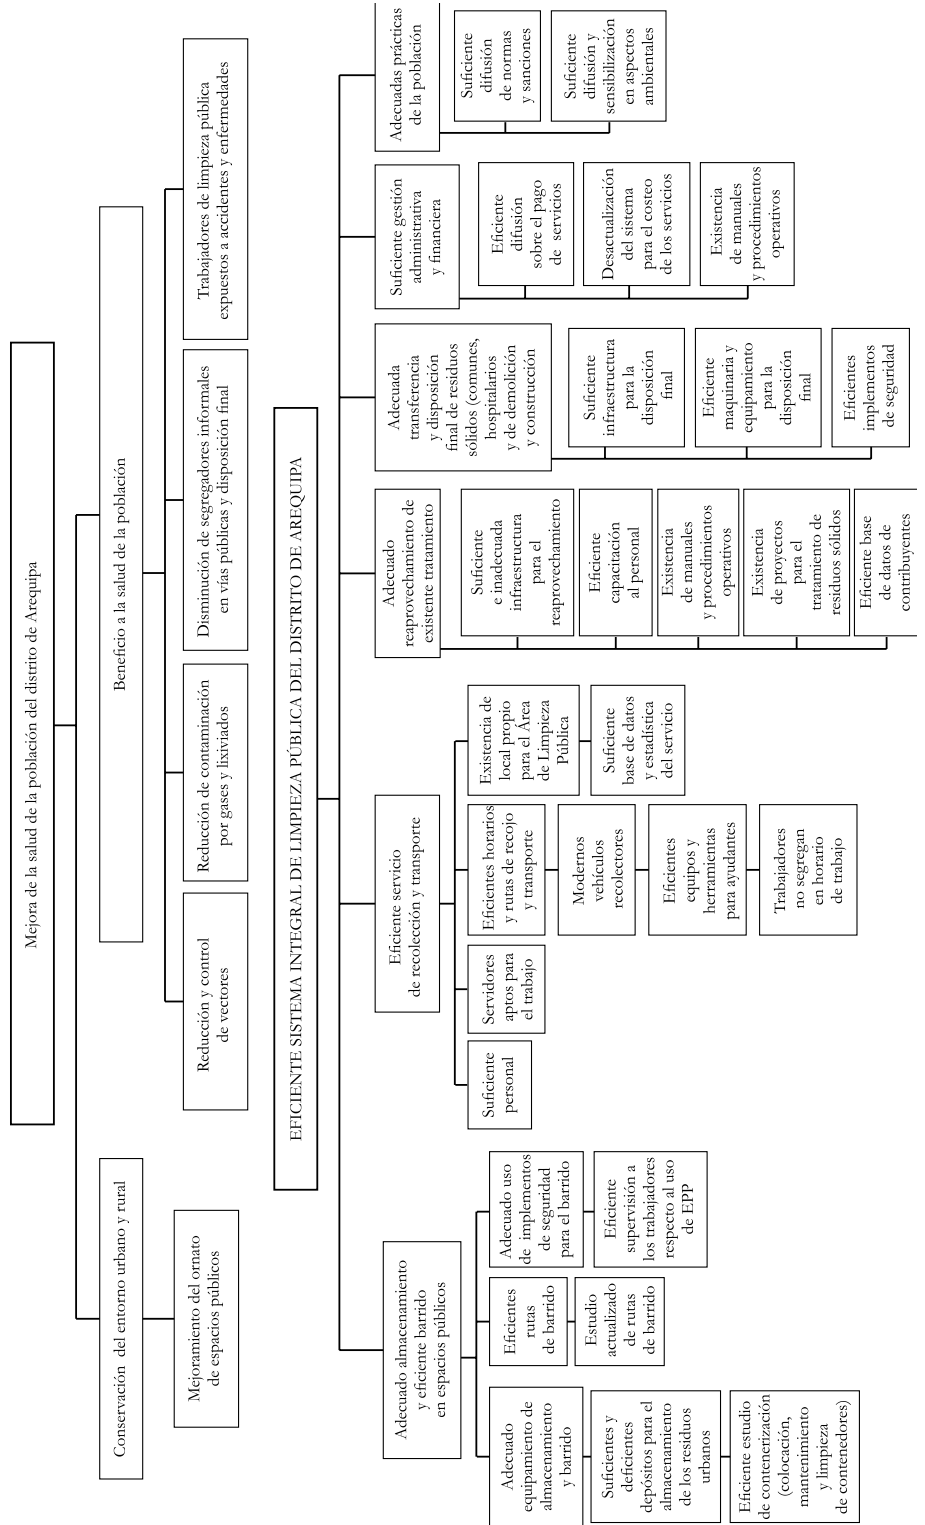 Mejora de la salud de la población del distrito de Arequipa
Conservación del entorno urbano y rural
Beneficio a la salud de la población
Mejoramiento del ornato
de espacios públicos
Reducción y control
de vectores
Reducción de contaminación
por gases y lixiviados
Disminución de segregadores informales
en vías públicas y disposición final
Trabajadores de limpieza pública
expuestos a accidentes y enfermedades
EFICIENTE SISTEMA INTEGRAL DE LIMPIEZA PÚBLICA DEL DISTRITO DE AREQUIPA
Adecuado almacenamiento
y eficiente barrido
en espacios públicos
Adecuado
equipamiento de
almacenamiento
y barrido
Suficientes y
deficientes
depósitos para el
almacenamiento
de los residuos
urbanos
Eficiente estudio
de contenerización
(colocación,
mantenimiento
y limpieza
de contenedores)
Eficientes
rutas
de barrido
Estudio
actualizado
de rutas
de barrido
Adecuado uso
de implementos
de seguridad
para el barrido
Eficiente
supervisión a
los trabajadores
respecto al uso
de EPP
Eficiente servicio
de recolección y transporte
Suficiente
personal
Servidores
aptos para
el trabajo
Eficientes horarios
y rutas de recojo
y transporte
Modernos
vehículos
recolectores
Eficientes
equipos y
herramientas
para ayudantes
Trabajadores
no segregan
en horario
de trabajo
Existencia de
local propio
para el Área
de Limpieza
Pública
Suficiente
base de datos
y estadística
del servicio
Adecuado
reaprovechamiento de
existente tratamiento
Suficiente
e inadecuada
infraestructura
para el
reaprovechamiento
Eficiente
capacitación
al personal
Existencia
de manuales
y procedimientos
operativos
Existencia
de proyectos
para el
tratamiento de
residuos sólidos
Eficiente base
de datos de
contribuyentes
Adecuada
transferencia
y disposición
final de residuos
sólidos (comunes,
hospitalarios
y de demolición
y construcción
Suficiente
infraestructura
para la
disposición
final
Eficiente
maquinaria y
equipamiento
para la
disposición
final
Eficientes
implementos
de seguridad
Suficiente gestión
administrativa
y financiera
Eficiente
difusión
sobre el pago
de servicios
Desactualización
del sistema
para el costeo
de los servicios
Existencia
de manuales
y procedimientos
operativos
Adecuadas prácticas
de la población
Suficiente
difusión
de normas
y sanciones
Suficiente
difusión y
sensibilización
en aspectos
ambientales